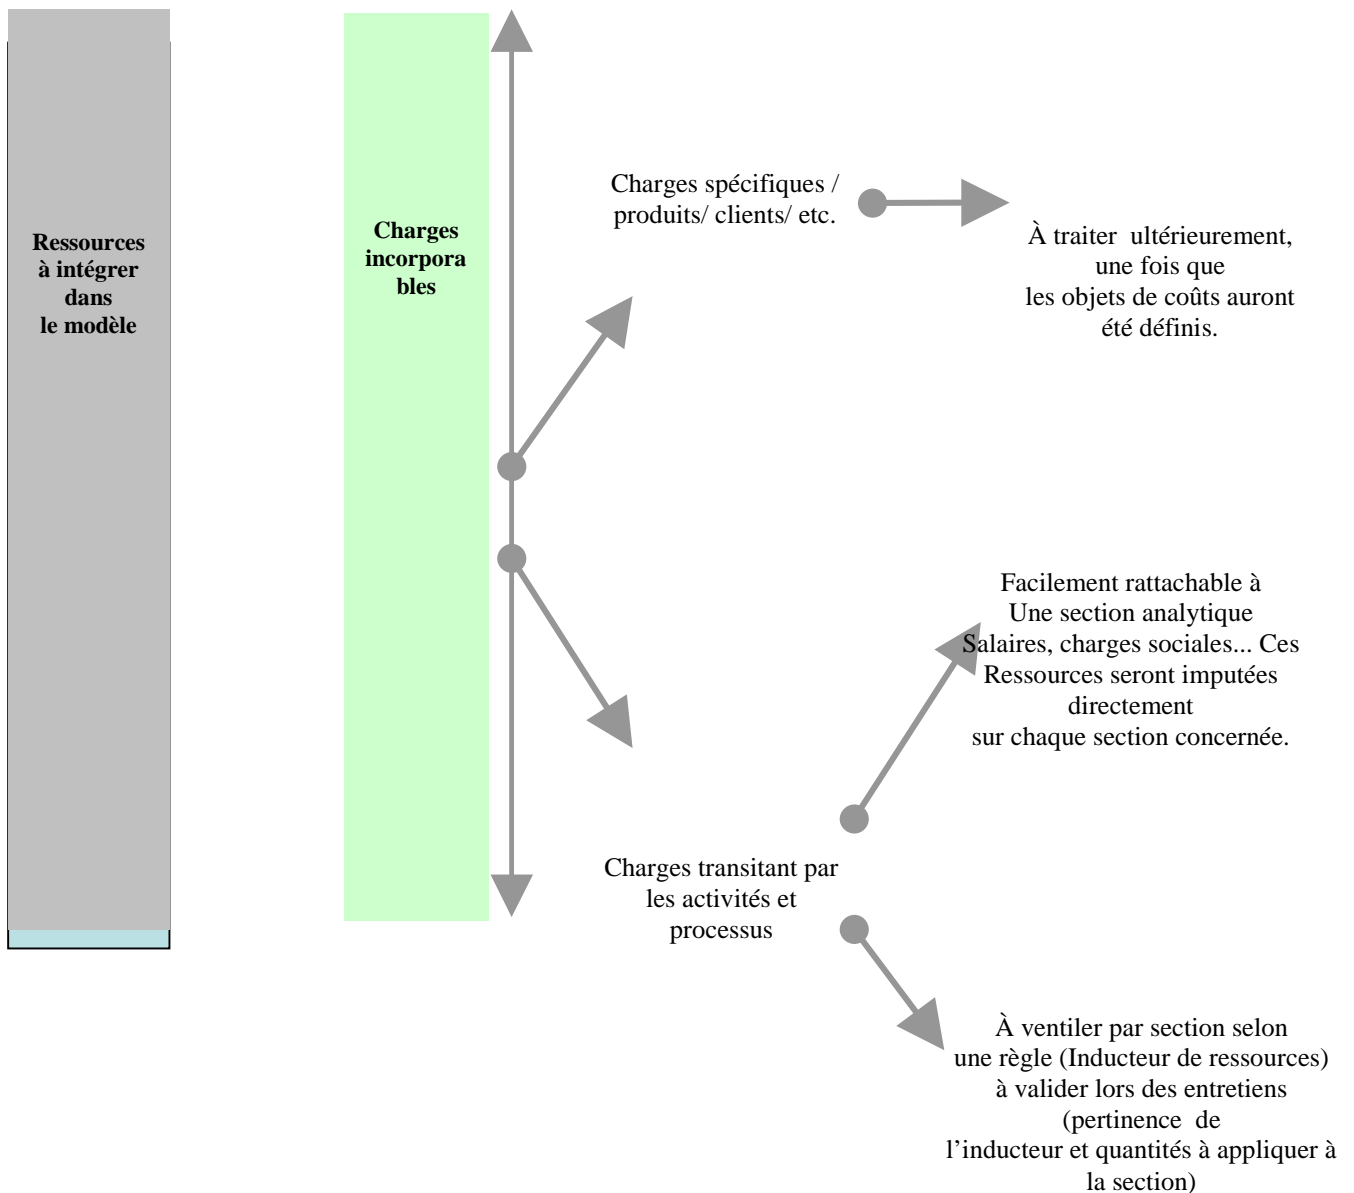 Ressources
à intégrer
dans
le modèle
Charges
incorpora
bles
Charges spécifiques /
produits/ clients/ etc.
À traiter  ultérieurement,
une fois que
les objets de coûts auront
été définis.
Facilement rattachable à
Une section analytique
Salaires, charges sociales... Ces
Ressources seront imputées
directement
sur chaque section concernée.
Charges transitant par
les activités et
processus
À ventiler par section selon
une règle (Inducteur de ressources)
à valider lors des entretiens
(pertinence  de
l’inducteur et quantités à appliquer à
la section)